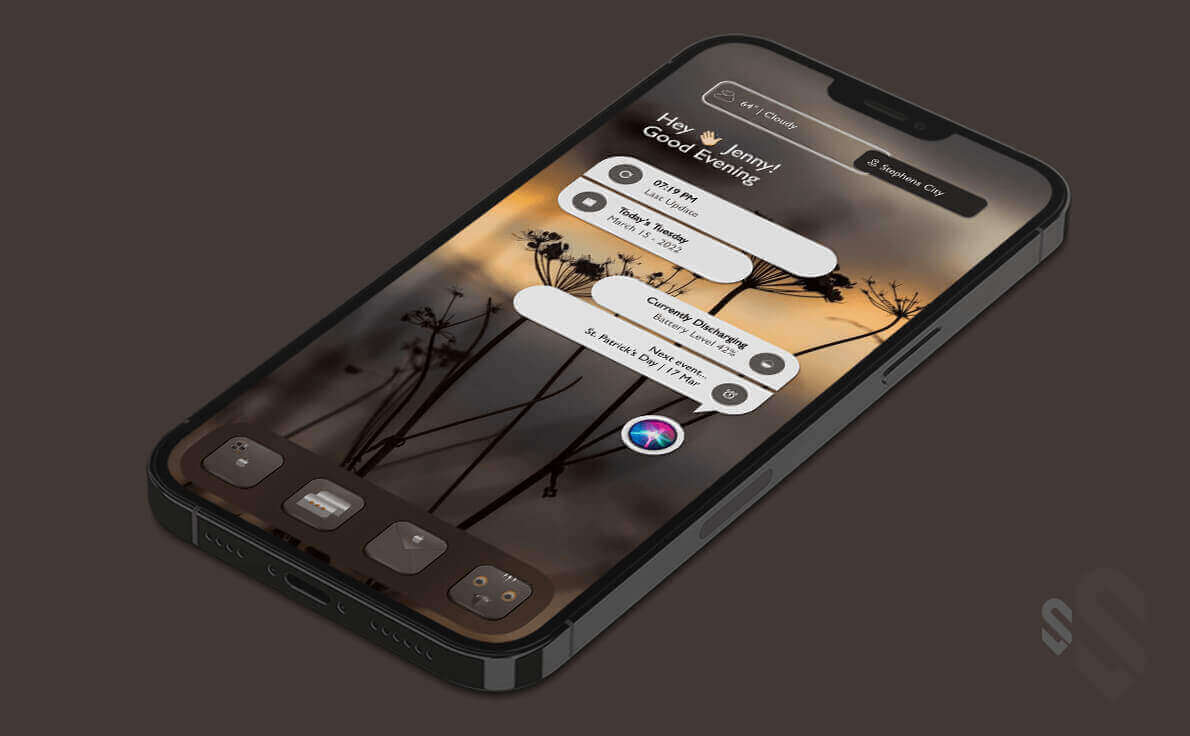 64° | Cloudy
Stephens City
Hey 👋 Jenny!
Good Evening
07:19 PM
Last Update
Today's Tuesday
March 15 - 2022
Currently Discharging
Battery Level 42%
Next event...
St. Patrick's Day | 17 Mar